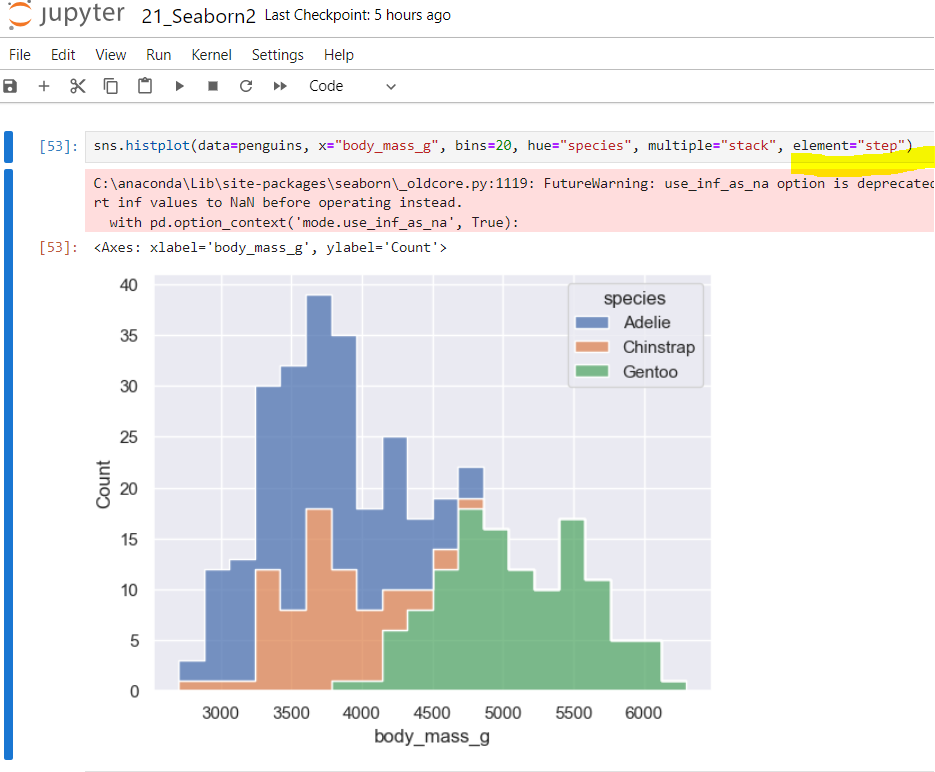 jupyter 21_Seaborn2 Last Checkpoint: 5 hours ago
File Edit View Run Kernel Settings Help
Code
[53]: sns.histplot(data=penguins, x="body_mass_g", bins=20, hue="species", multiple="stack", element="step")
C:\anaconda\Lib\site-packages\seaborn\_oldcore.py:1119: FutureWarning: use_inf_as_na option is deprecated
rt inf values to NaN before operating instead.
with pd.option_context('mode.use_inf_as_na', True):
[53]: <Axes: xlabel='body_mass_g', ylabel='Count'>
species
Adelie
Chinstrap
Gentoo
40
35
30
25
20
15
10
5
0
Count
3000 3500 4000 4500 5000 5500 6000
body_mass_g